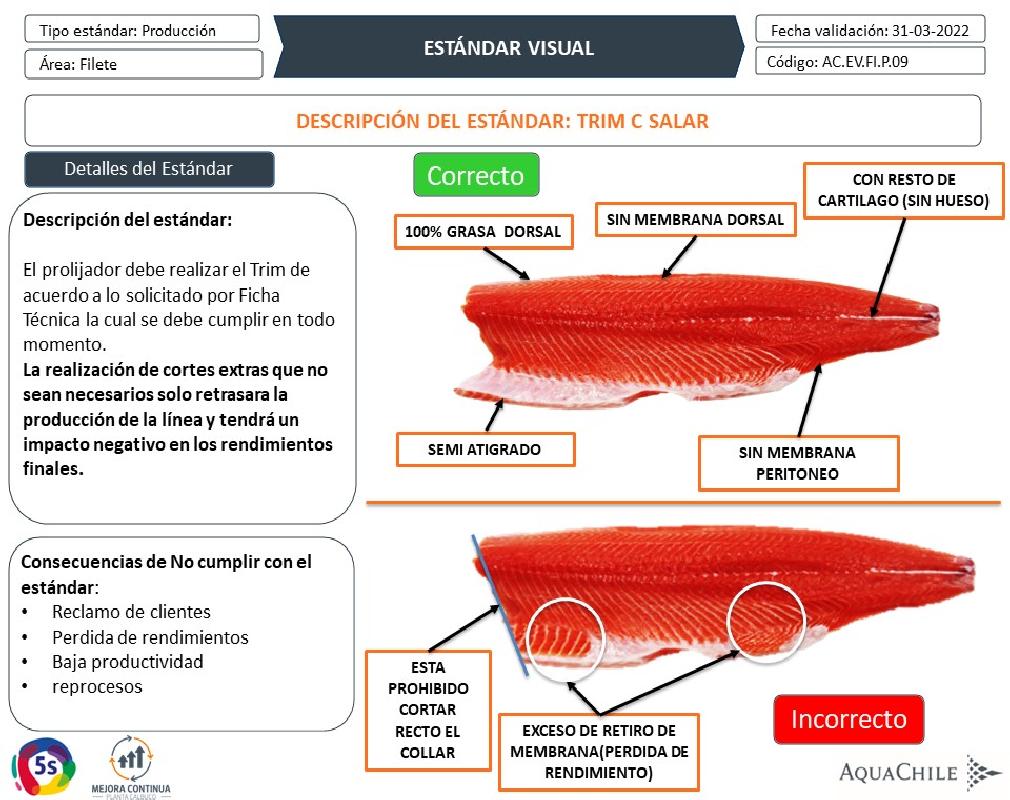 Tipo estándar: Producción
Área: Filete
ESTÁNDAR VISUAL
Fecha validación: 31-03-2022
Código: AC.EV.FI.P.09
DESCRIPCIÓN DEL ESTÁNDAR: TRIM C SALAR
Detalles del Estándar
Descripción del estándar:
El prolijador debe realizar el Trim de
acuerdo a lo solicitado por Ficha
Técnica la cual se debe cumplir en todo
momento.
La realización de cortes extras que no
sean necesarios solo retrasara la
producción de la línea y tendrá un
impacto negativo en los rendimientos
finales.
Consecuencias de No cumplir con el
estándar:
• Reclamo de clientes
• Perdida de rendimientos
• Baja productividad
• reprocesos
Correcto
100% GRASA DORSAL
SIN MEMBRANA DORSAL
CON RESTO DE
CARTILAGO (SIN HUESO)
SEMI ATIGRADO
SIN MEMBRANA
PERITONEO
ESTA
PROHIBIDO
CORTAR
RECTO EL
COLLAR
EXCESO DE RETIRO DE
MEMBRANA(PERDIDA DE
RENDIMIENTO)
Incorrecto
5s
MEJORA CONTINUA
PLANTA CALBUCO
AQUACHILE